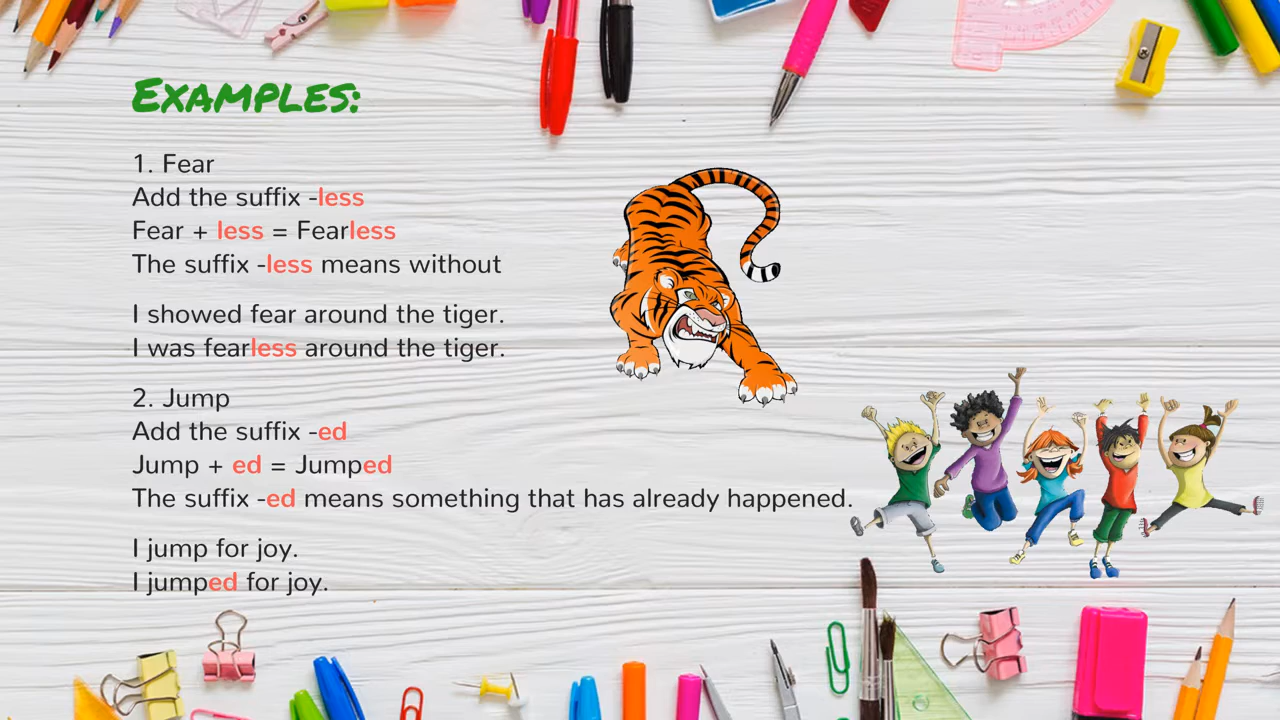 Examples:
1. Fear
Add the suffix -less
Fear + less = Fearless
The suffix -less means without
I showed fear around the tiger.
I was fearless around the tiger.
2. Jump
Add the suffix -ed
Jump + ed = Jumped
The suffix -ed means something that has already happened.
I jump for joy.
I jumped for joy.